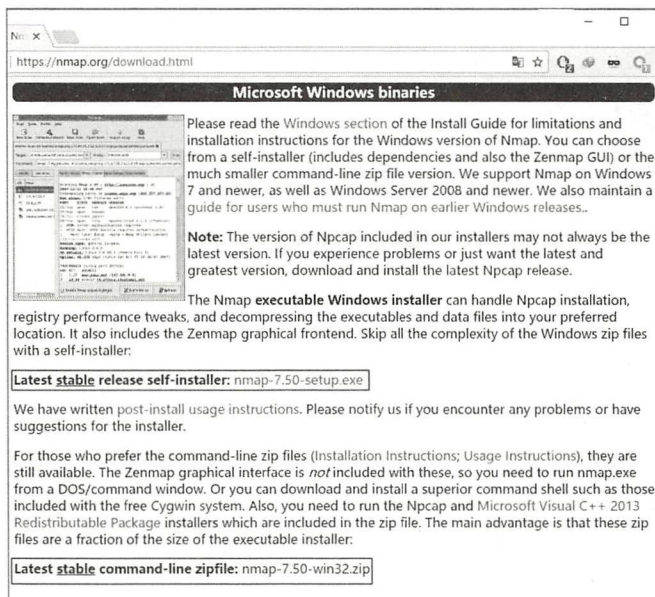 Nm
https://nmap.org/download.html
Microsoft Windows binaries
Please read the Windows section of the Install Guide for limitations and
installation instructions for the Windows version of Nmap. You can choose
from a self-installer (includes dependencies and also the Zenmap GUI) or the
much smaller command-line zip file version. We support Nmap on Windows
7 and newer, as well as Windows Server 2008 and newer. We also maintain a
guide for users who must run Nmap on earlier Windows releases..
Note: The version of Npcap included in our installers may not always be the
latest version. If you experience problems or just want the latest and
greatest version, download and install the latest Npcap release.
The Nmap executable Windows installer can handle Npcap installation,
registry performance tweaks, and decompressing the executables and data files into your preferred
location. It also includes the Zenmap graphical frontend. Skip all the complexity of the Windows zip files
with a self-installer:
Latest stable release self-installer: nmap-7.50-setup.exe
We have written post-install usage instructions. Please notify us if you encounter any problems or have
suggestions for the installer.
For those who prefer the command-line zip files (Installation Instructions; Usage Instructions), they are
still available. The Zenmap graphical interface is not included with these, so you need to run nmap.exe
from a DOS/command window. Or you can download and install a superior command shell such as those
included with the free Cygwin system. Also, you need to run the Npcap and Microsoft Visual C++ 2013
Redistributable Package installers which are included in the zip file. The main advantage is that these zip
files are a fraction of the size of the executable installer:
Latest stable command-line zipfile: nmap-7.50-win32.zip